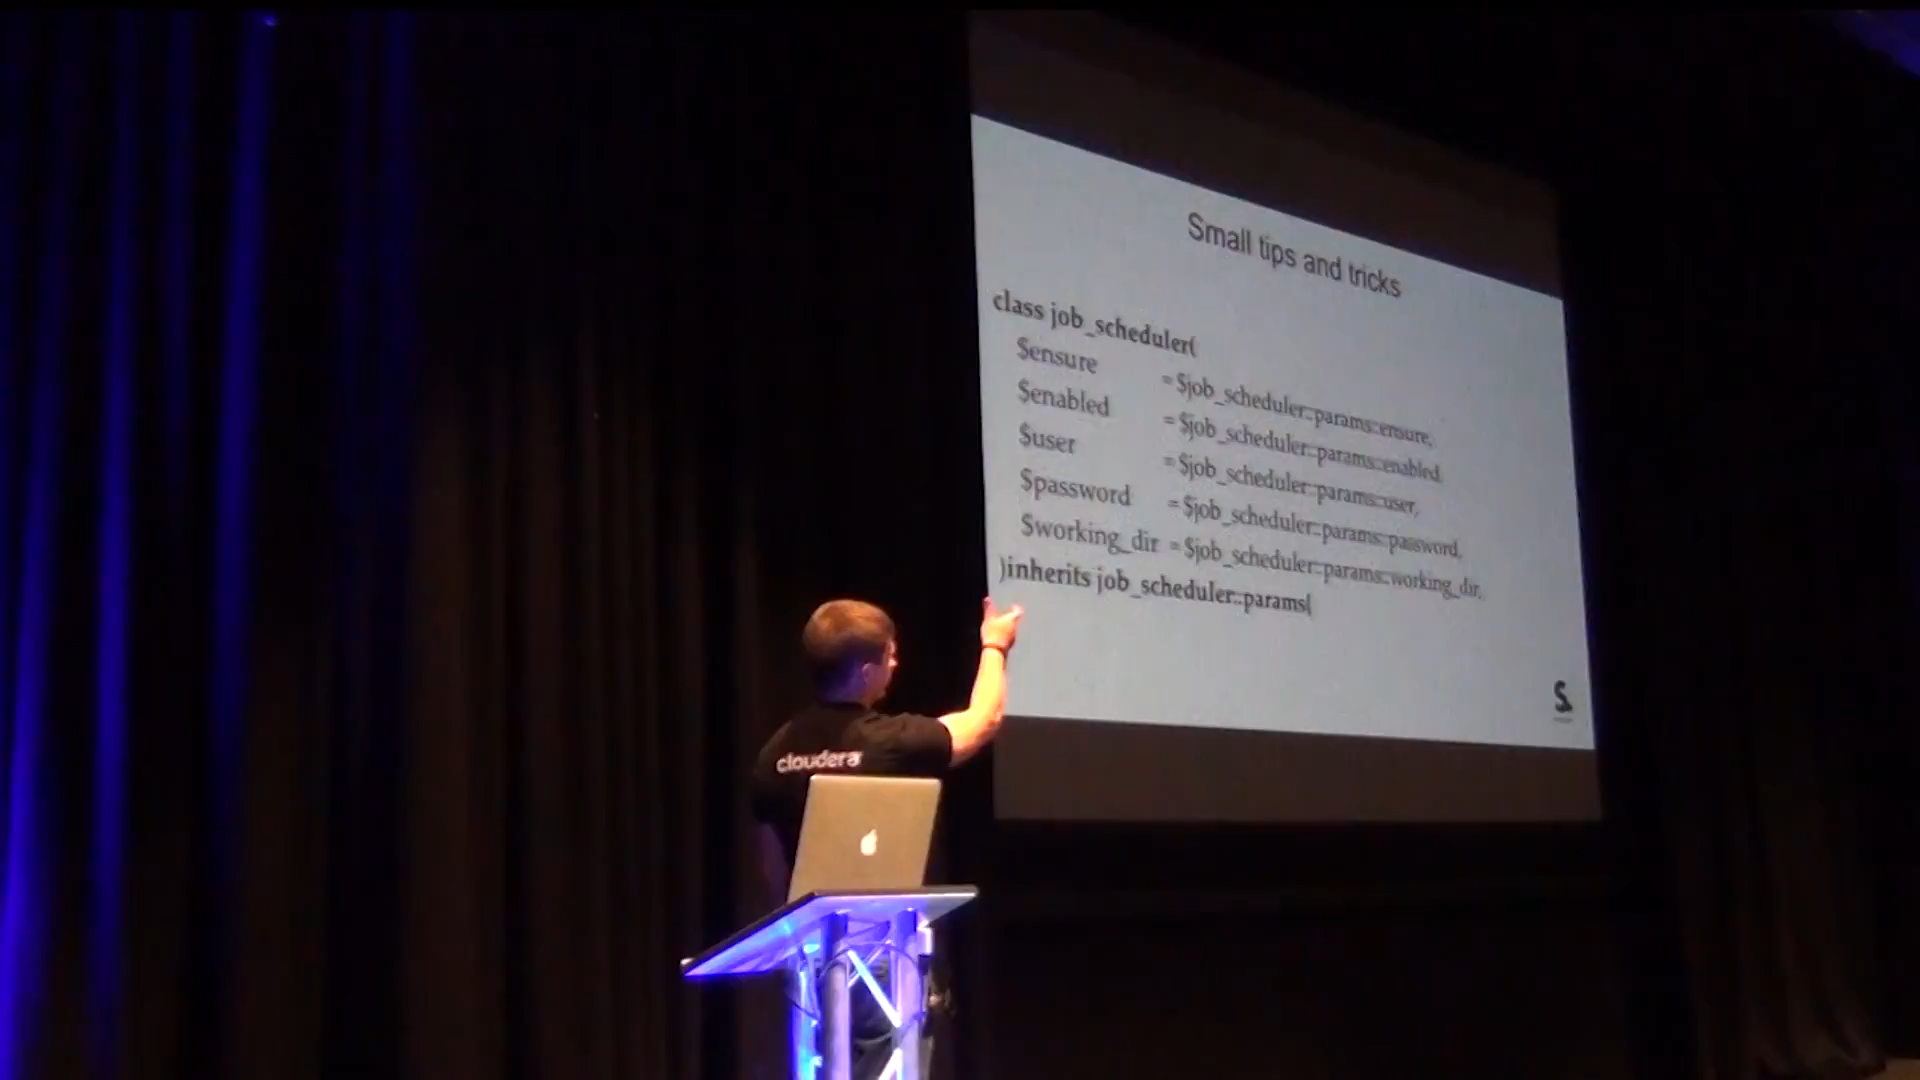 Small tips and tricks
class job_scheduler(
$ensure = $job_scheduler::params::ensure,
$enabled = $job_scheduler::params::enabled,
$user = $job_scheduler::params::user,
$password = $job_scheduler::params::password,
$working_dir = $job_scheduler::params::working_dir,
)inherits job_scheduler::params{
S.
cloudera